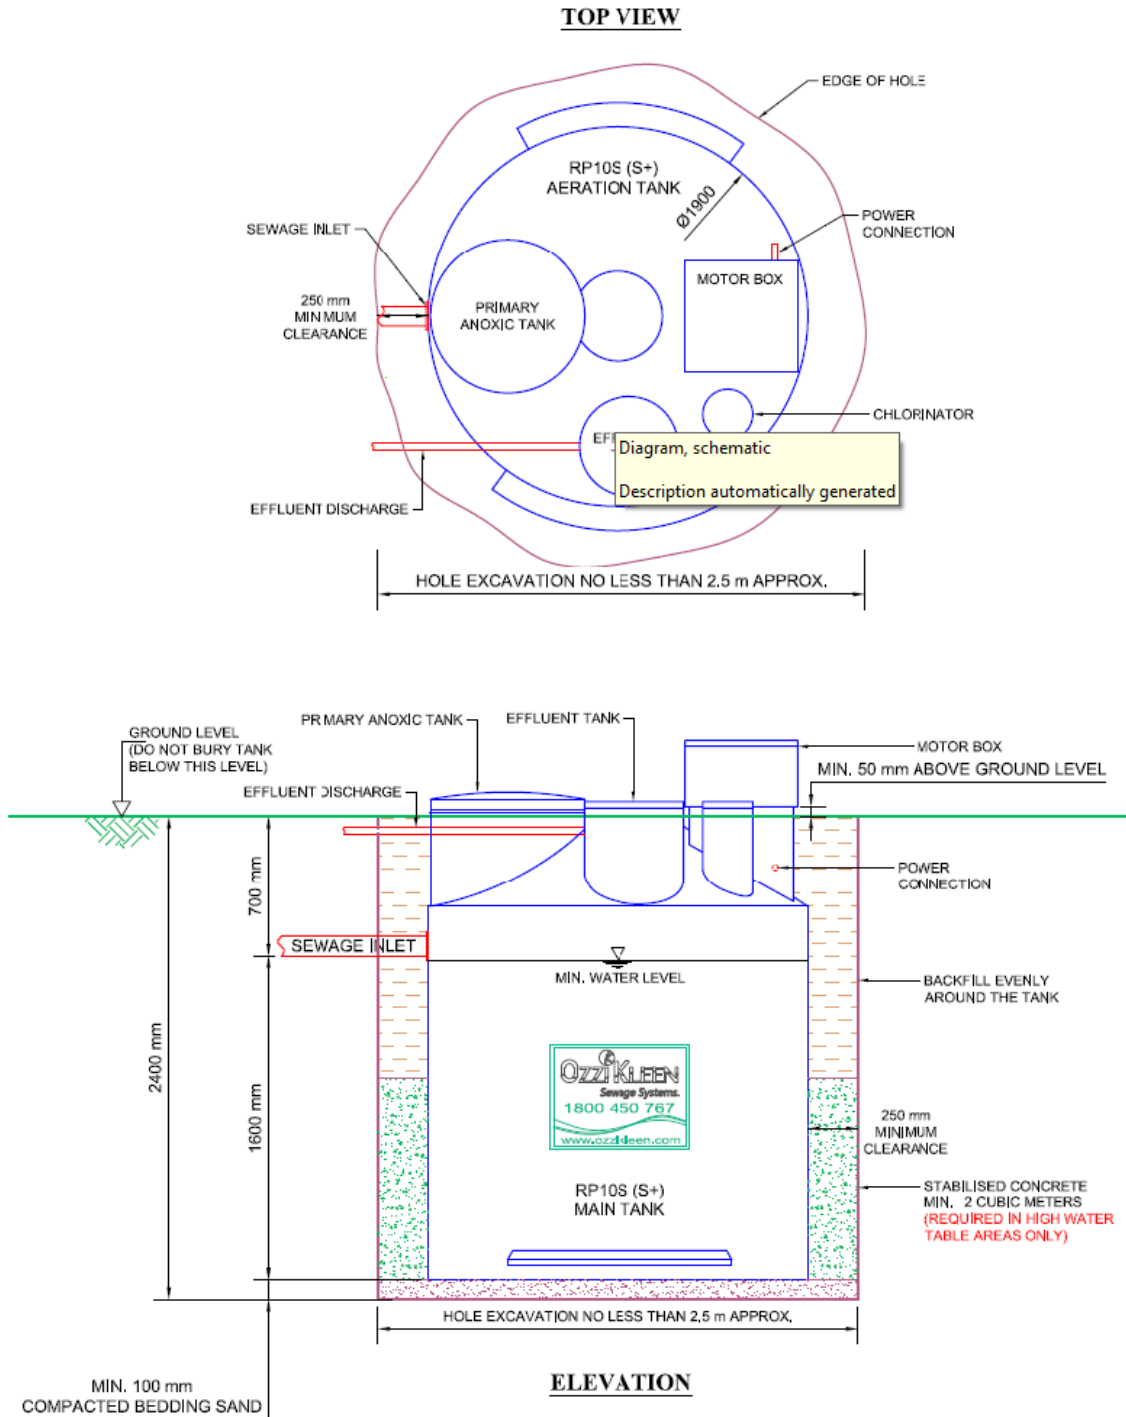 TOP VIEW
EDGE OF HOLE
RP10S (S+)
AERATION TANK
Ø1900
POWER
CONNECTION
SEWAGE INLET
MOTOR BOX
250 mm
MINIMUM
CLEARANCE
PRIMARY
ANOXIC TANK
CHLORINATOR
Diagram, schematic
Description automatically generated
EFFLUENT DISCHARGE
HOLE EXCAVATION NO LESS THAN 2.5 m APPROX.
GROUND LEVEL
(DO NOT BURY TANK
BELOW THIS LEVEL)
PRIMARY ANOXIC TANK
EFFLUENT TANK
MOTOR BOX
MIN. 50 mm ABOVE GROUND LEVEL
EFFLUENT DISCHARGE
700 mm
POWER
CONNECTION
SEWAGE INLET
MIN. WATER LEVEL
BACKFILL EVENLY
AROUND THE TANK
2400 mm
1600 mm
OZZI KLEEN
Sewage Systems.
1800 450 767
www.ozzikleen.com
250 mm
MINIMUM
CLEARANCE
RP10S (S+)
MAIN TANK
STABILISED CONCRETE
MIN. 2 CUBIC METERS
(REQUIRED IN HIGH WATER
TABLE AREAS ONLY)
HOLE EXCAVATION NO LESS THAN 2.5 m APPROX.
MIN. 100 mm
COMPACTED BEDDING SAND
ELEVATION